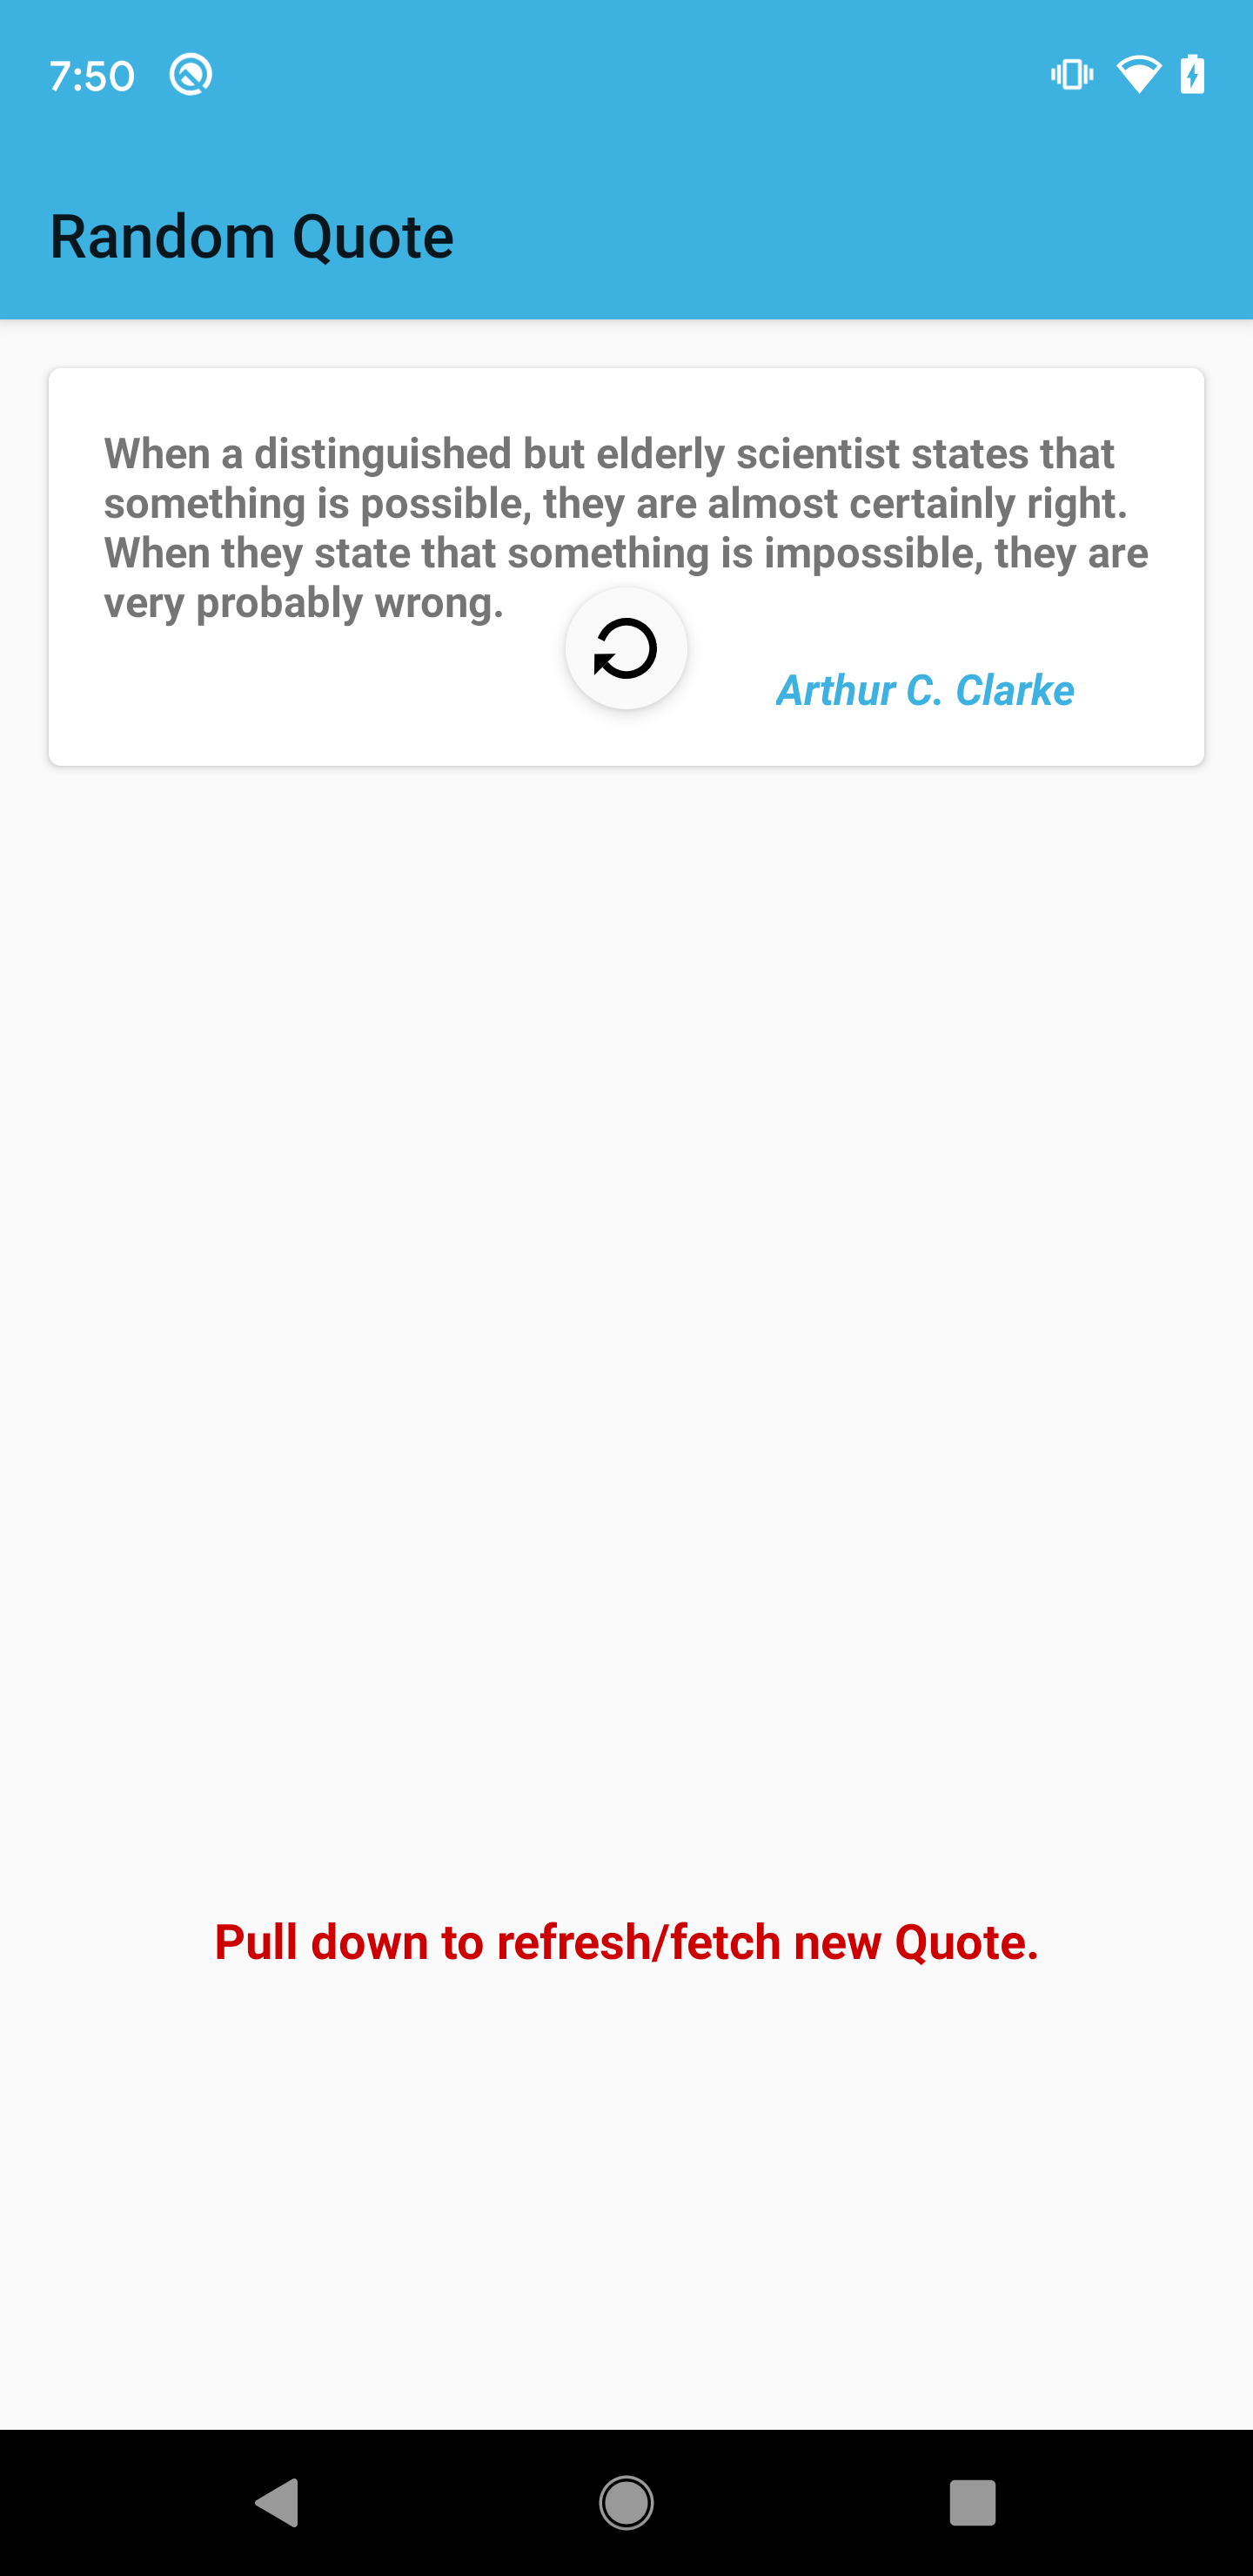 7:50
Random Quote
When a distinguished but elderly scientist states that
something is possible, they are almost certainly right.
When they state that something is impossible, they are
very probably wrong.
Arthur C. Clarke
Pull down to refresh/fetch new Quote.